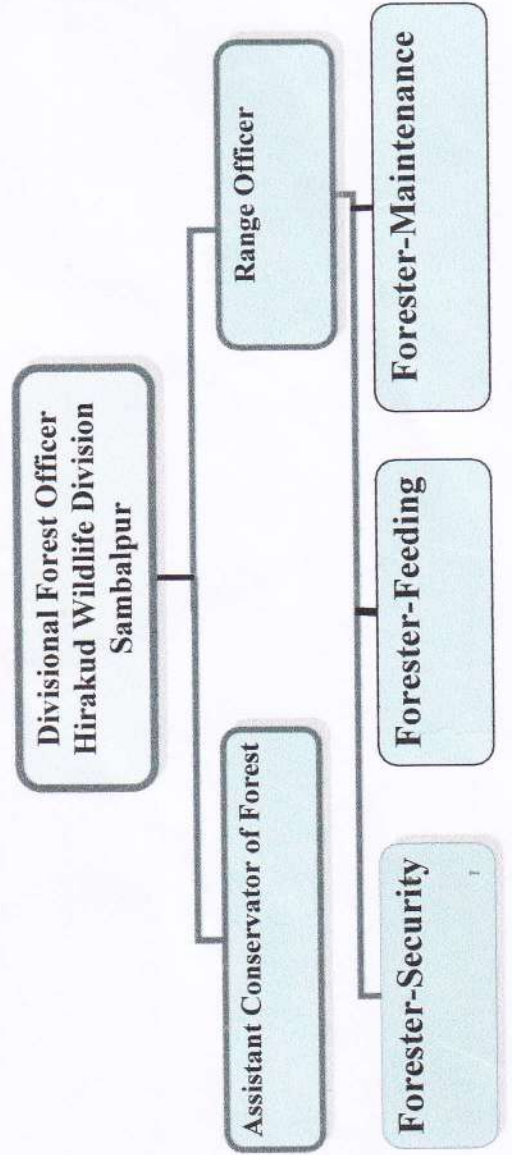 Divisional Forest Officer
Hirakud Wildlife Division
Sambalpur
Assistant Conservator of Forest
Range Officer
Forester-Security
Forester-Feeding
Forester-Maintenance